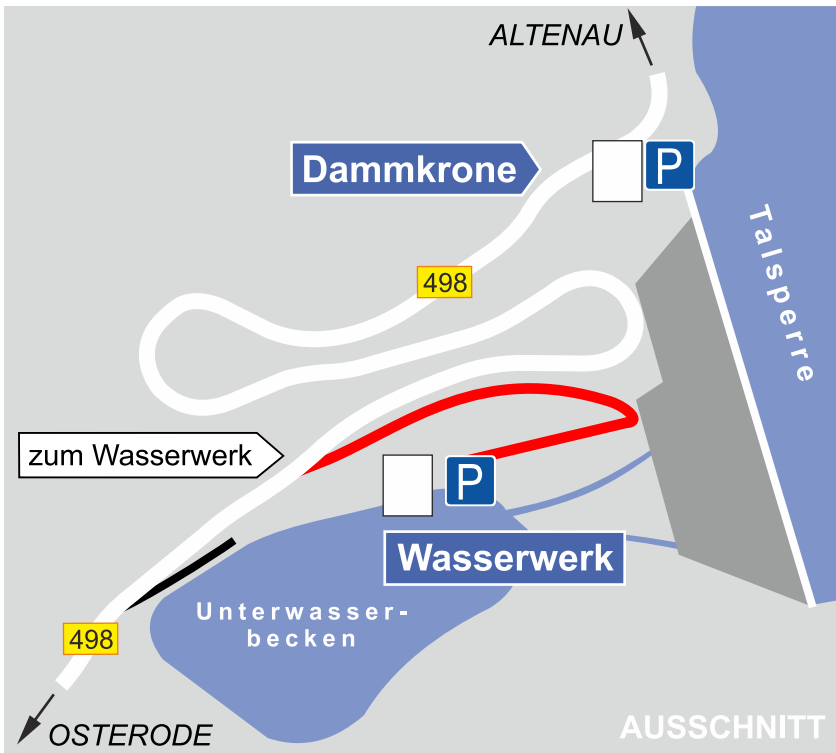 ALTENAU
Dammkrone
P
498
Talsperre
zum Wasserwerk
P
Wasserwerk
Unterwasser-
becken
498
OSTERODE
AUSSCHNITT